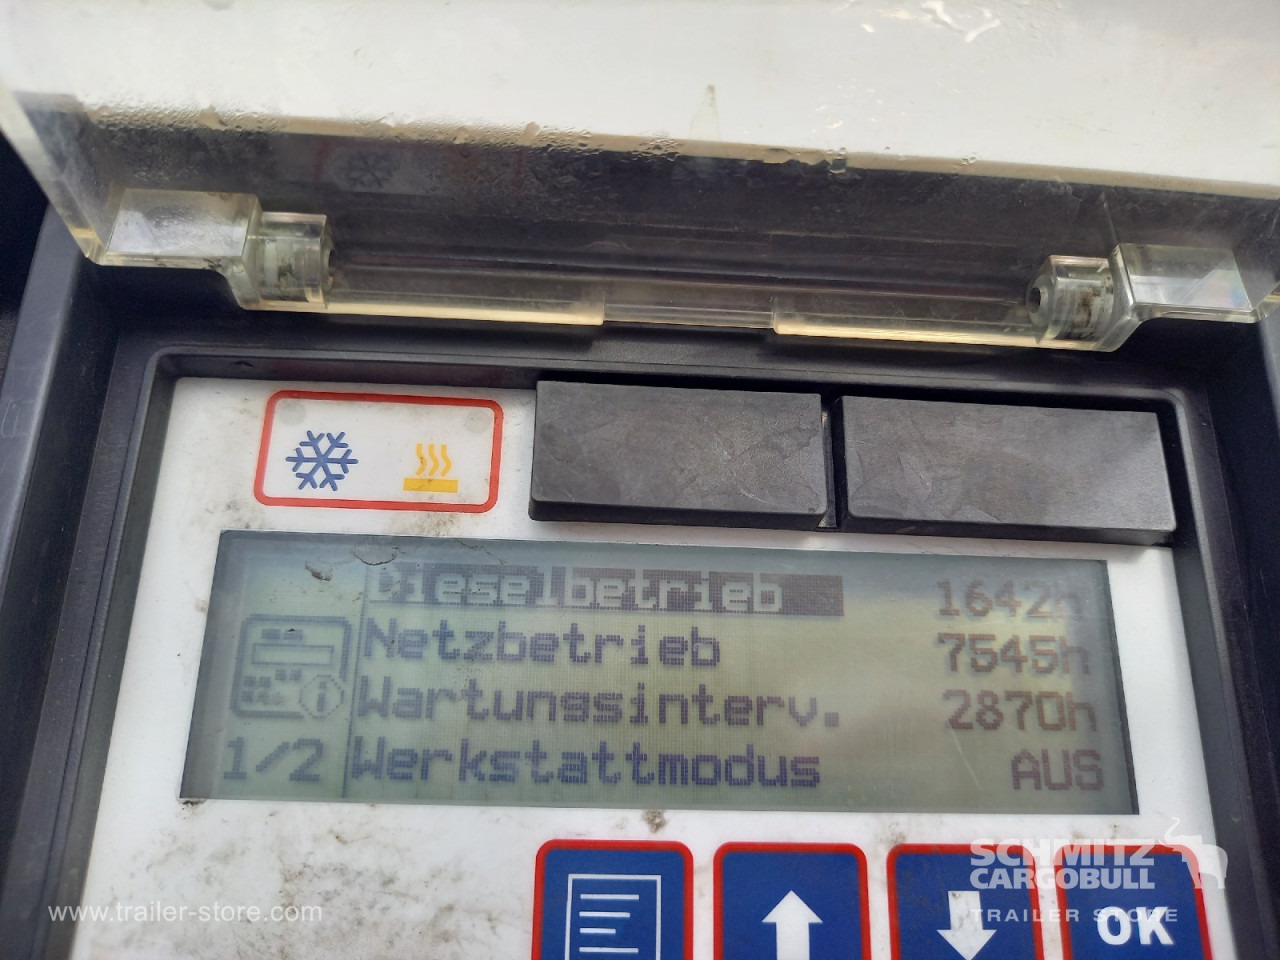 Dieselbetrieb 1642h
Netzbetrieb 7545h
Wartungsinterv. 2870h
1/2 Werkstattmodus AUS
SCHMITZ
CARGOBULL
www.trailer-store.com
TRAILER STORE
OK